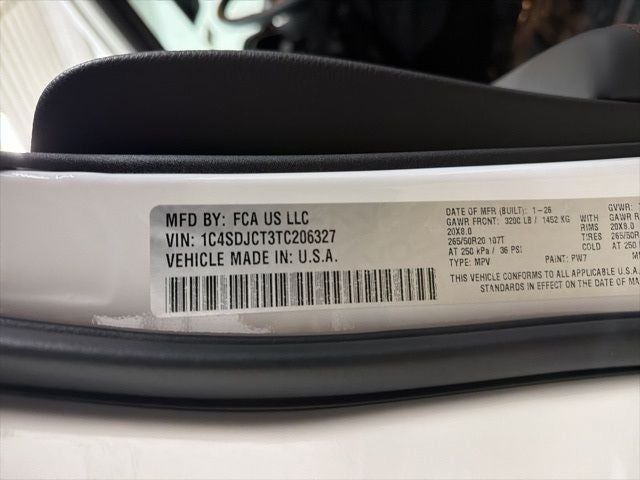 MFD BY: FCA US LLC
VIN: 1C4SDJCT3TC206327
VEHICLE MADE IN: U.S.A.
DATE OF MFR (BUILT): 1-26
GVWR:
GAWR FRONT: 3200 LB / 1452 KG WITH GAWR
20X8.0 RIMS 20X8.0
265/50R20 107T TIRES 265/50R
AT 250 kPa / 36 PSI COLD AT 250
TYPE: MPV PAINT: PW7
THIS VEHICLE CONFORMS TO ALL APPLICABLE U.S.A.
STANDARDS IN EFFECT ON THE DATE OF MA